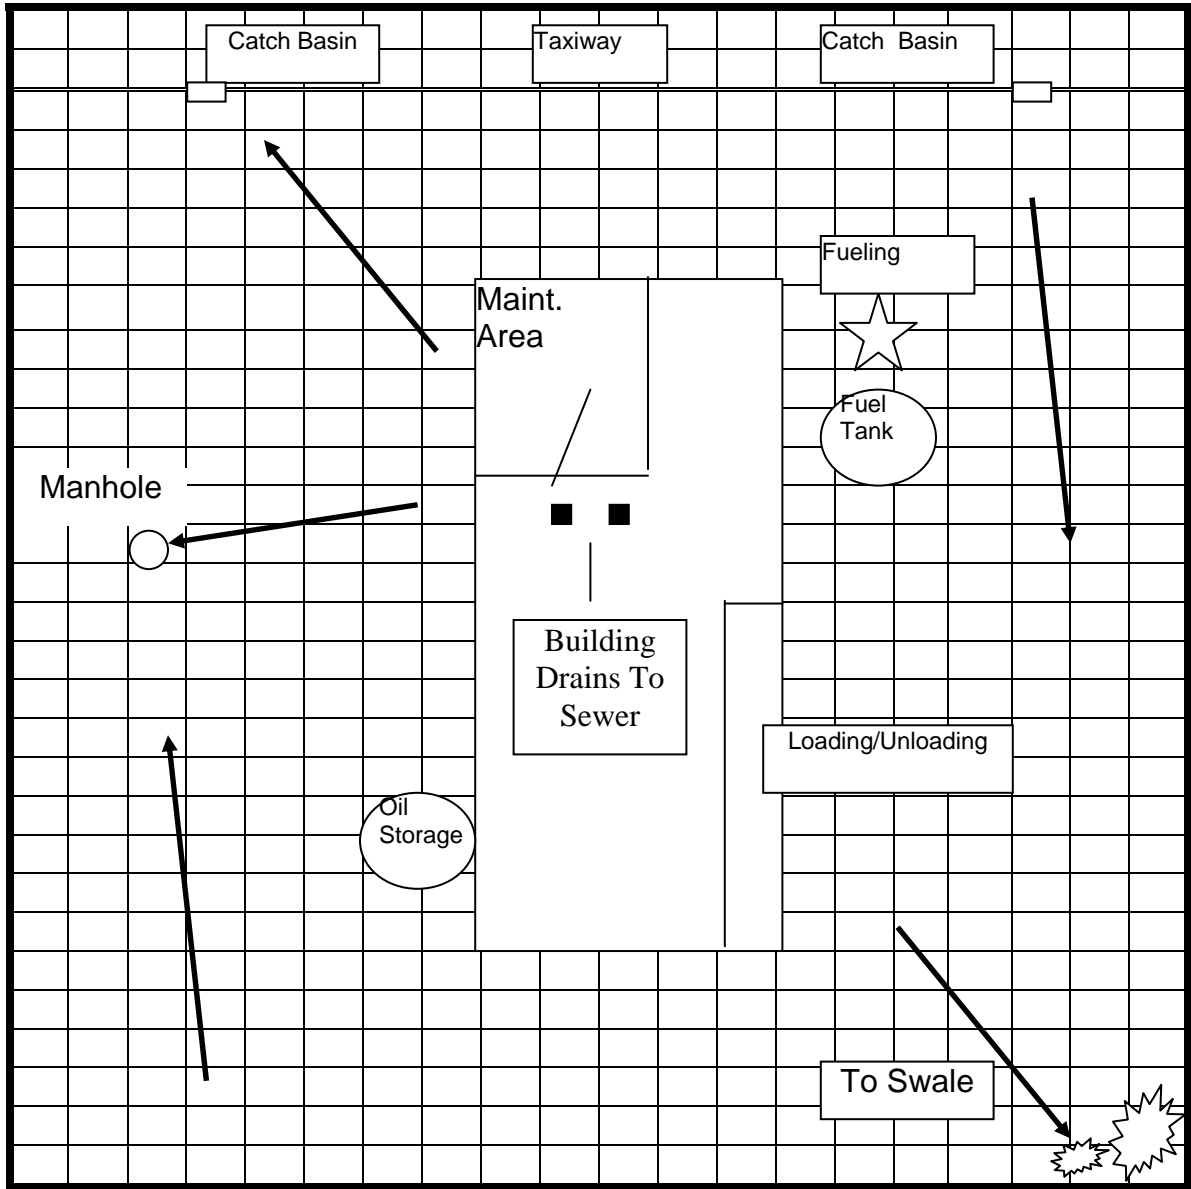 Catch Basin
Taxiway
Catch Basin
Fueling
Maint.
Area
Fuel
Tank
Manhole
Building
Drains To
Sewer
Loading/Unloading
Oil
Storage
To Swale